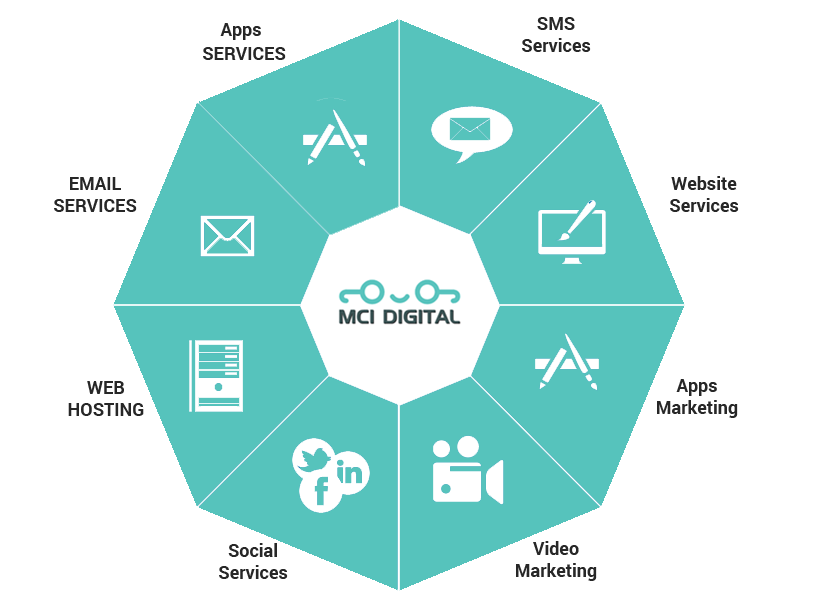 Apps
SERVICES
SMS
Services
EMAIL
SERVICES
Website
Services
MCI DIGITAL
WEB
HOSTING
Apps
Marketing
in
f
Social
Services
Video
Marketing